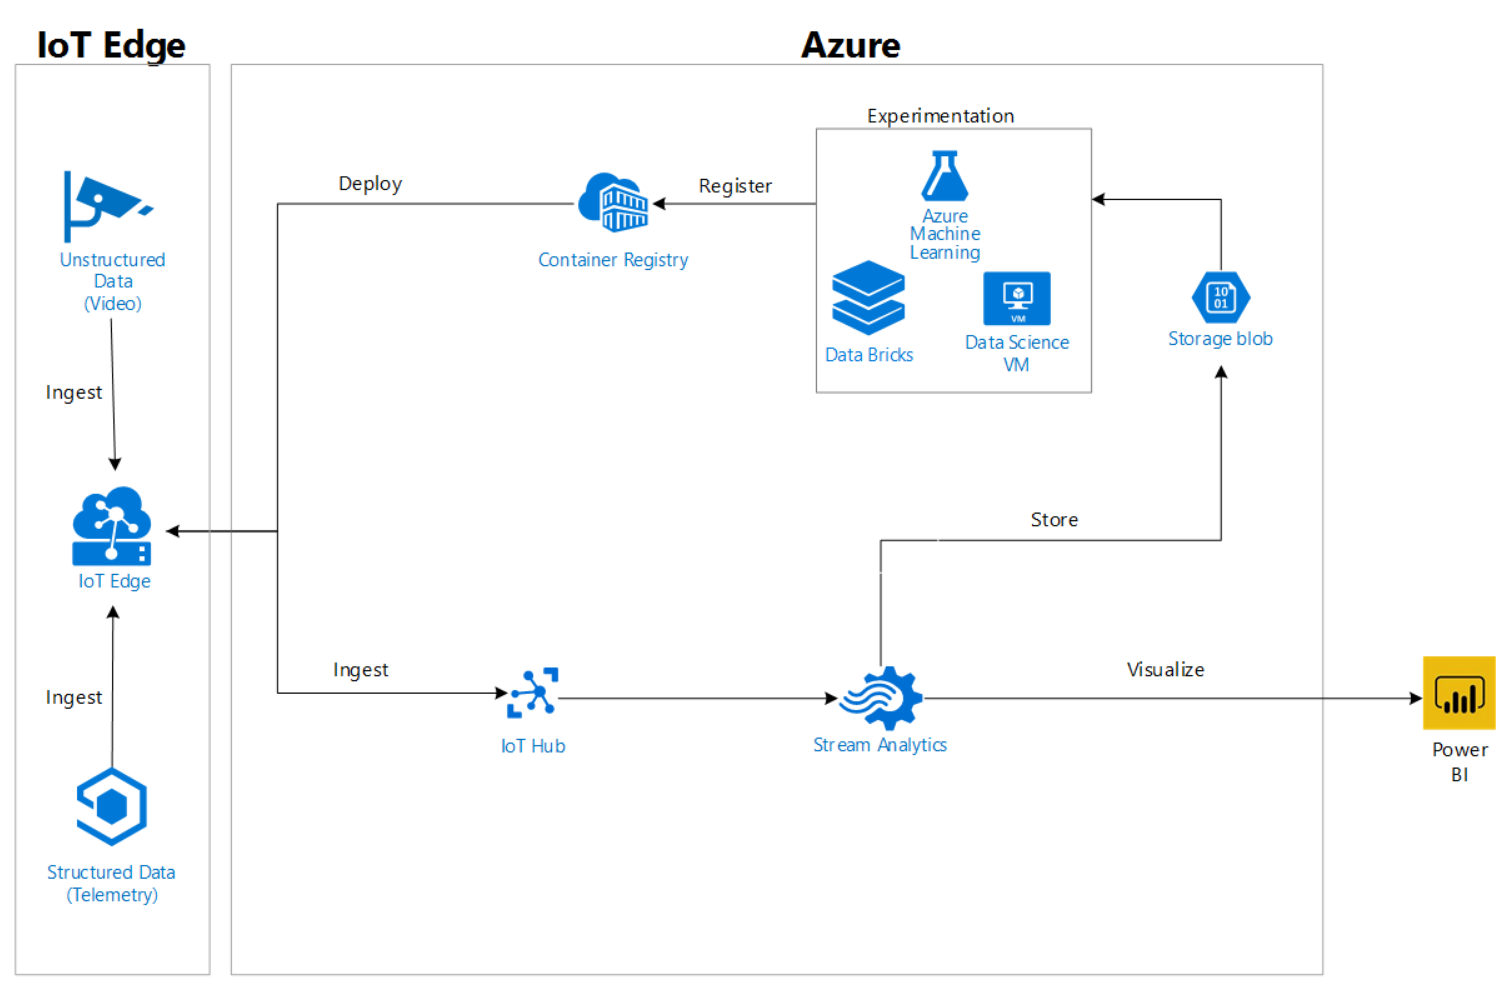 IoT Edge
Azure
Unstructured
Data
(Video)
Ingest
IoT Edge
Ingest
Structured Data
(Telemetry)
Deploy
Container Registry
Register
Experimentation
Azure
Machine
Learning
Data Bricks
VM
Data Science
VM
10
01
Storage blob
Store
Ingest
IoT Hub
Stream Analytics
Visualize
Power
BI